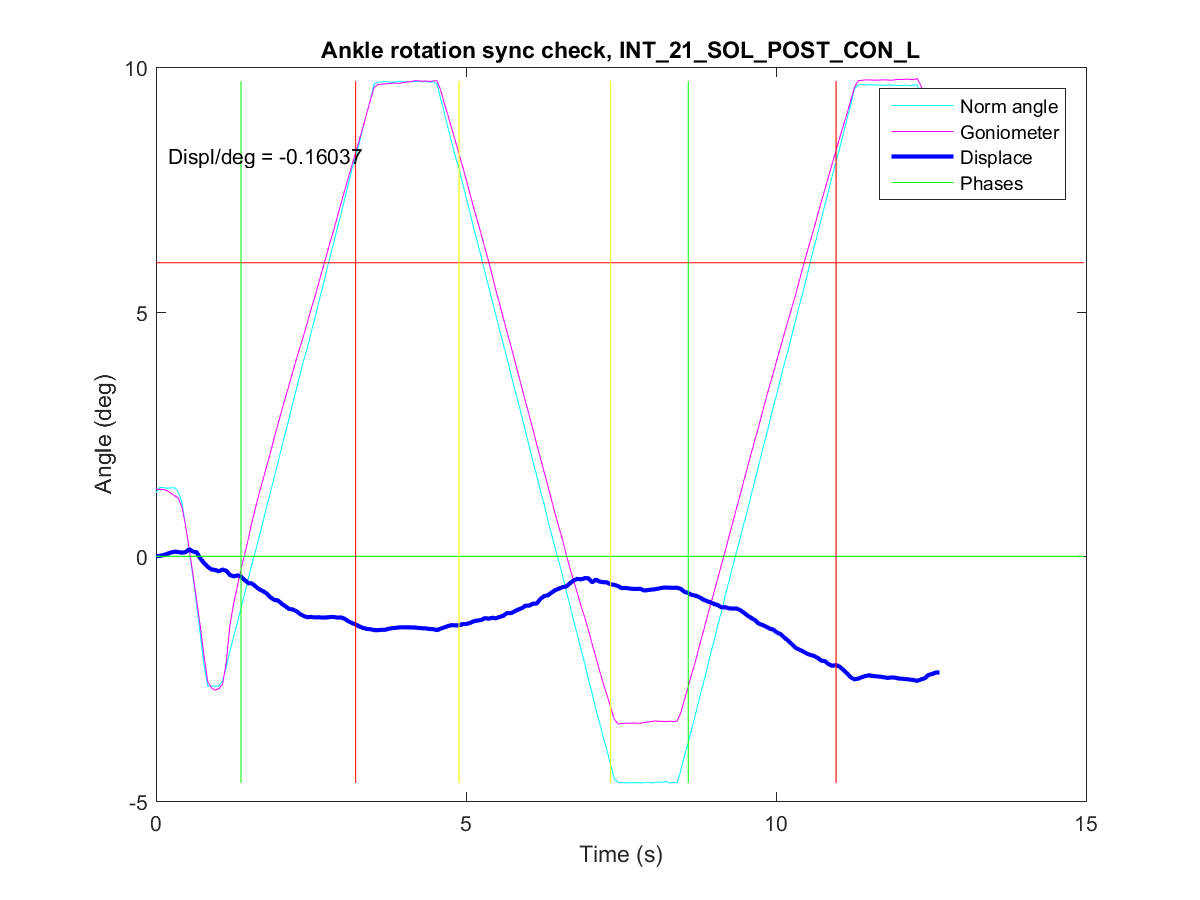 Ankle rotation sync check, INT_21_SOL_POST_CON_L
10
Norm angle
Goniometer
Displace
Phases
Displ/deg = -0.16037
5
Angle (deg)
0
-5
0 5 10 15
Time (s)